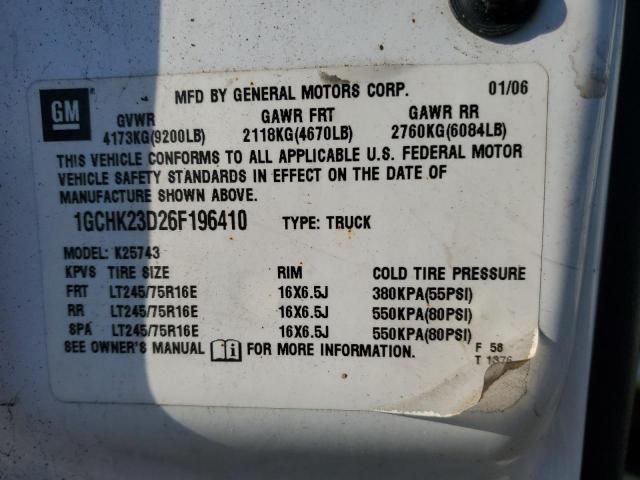 GM
MFD BY GENERAL MOTORS CORP. 01/06
GVWR GAWR FRT GAWR RR
4173KG(9200LB) 2118KG(4670LB) 2760KG(6084LB)
THIS VEHICLE CONFORMS TO ALL APPLICABLE U.S. FEDERAL MOTOR
VEHICLE SAFETY STANDARDS IN EFFECT ON THE DATE OF
MANUFACTURE SHOWN ABOVE.
1GCHK23D26F196410 TYPE: TRUCK
MODEL: K25743
KPVS TIRE SIZE RIM COLD TIRE PRESSURE
FRT LT245/75R16E 16X6.5J 380KPA(55PSI)
RR LT245/75R16E 16X6.5J 550KPA(80PSI)
SPA LT245/75R16E 16X6.5J 550KPA(80PSI)
SEE OWNER'S MANUAL i FOR MORE INFORMATION. F 58
T 1376